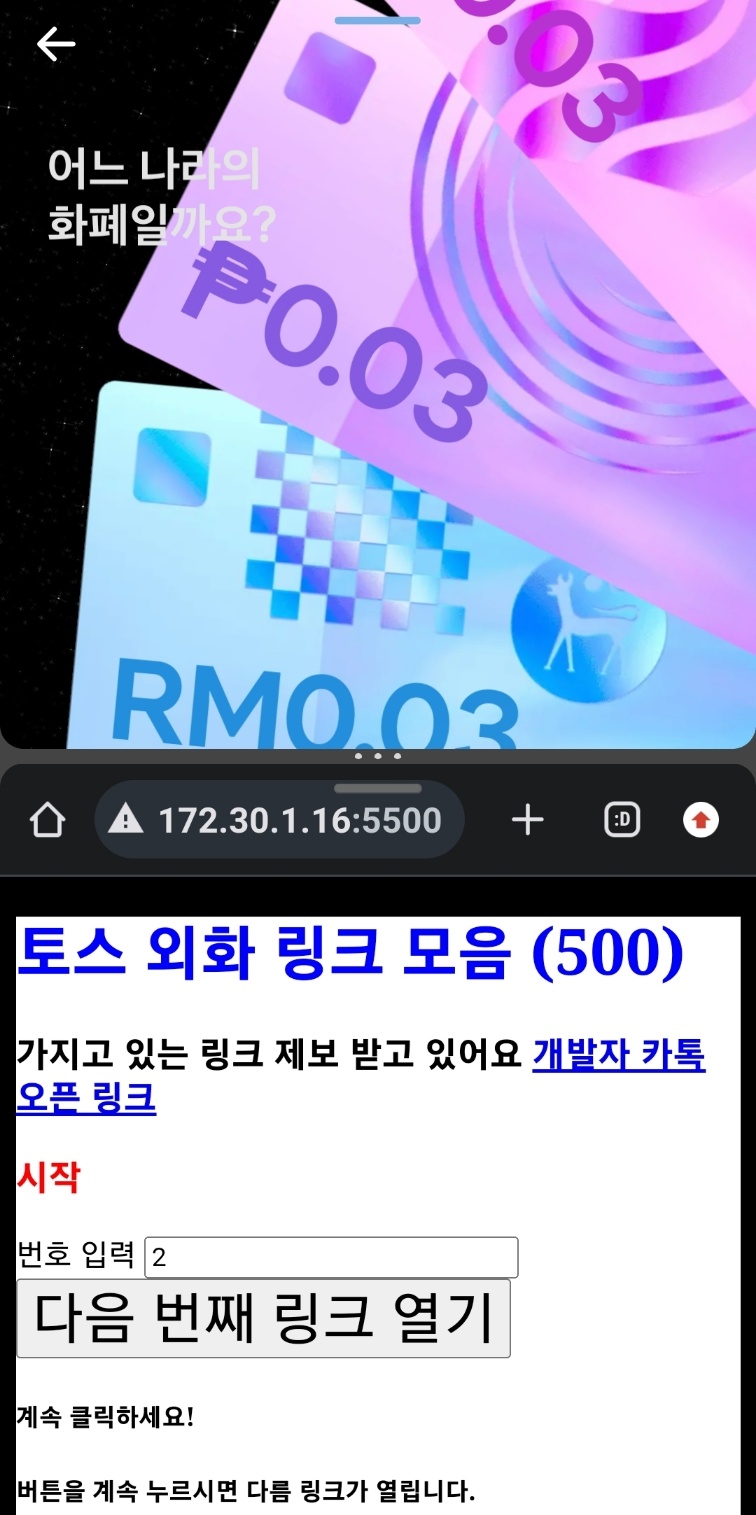 0.03
어느 나라의
화폐일까요?
₱0.03
RM0.03
172.30.1.16:5500
:D
토스 외화 링크 모음 (500)
가지고 있는 링크 제보 받고 있어요 개발자 카톡
오픈 링크
시작
번호 입력 2
다음 번째 링크 열기
계속 클릭하세요!
버튼을 계속 누르시면 다름 링크가 열립니다.